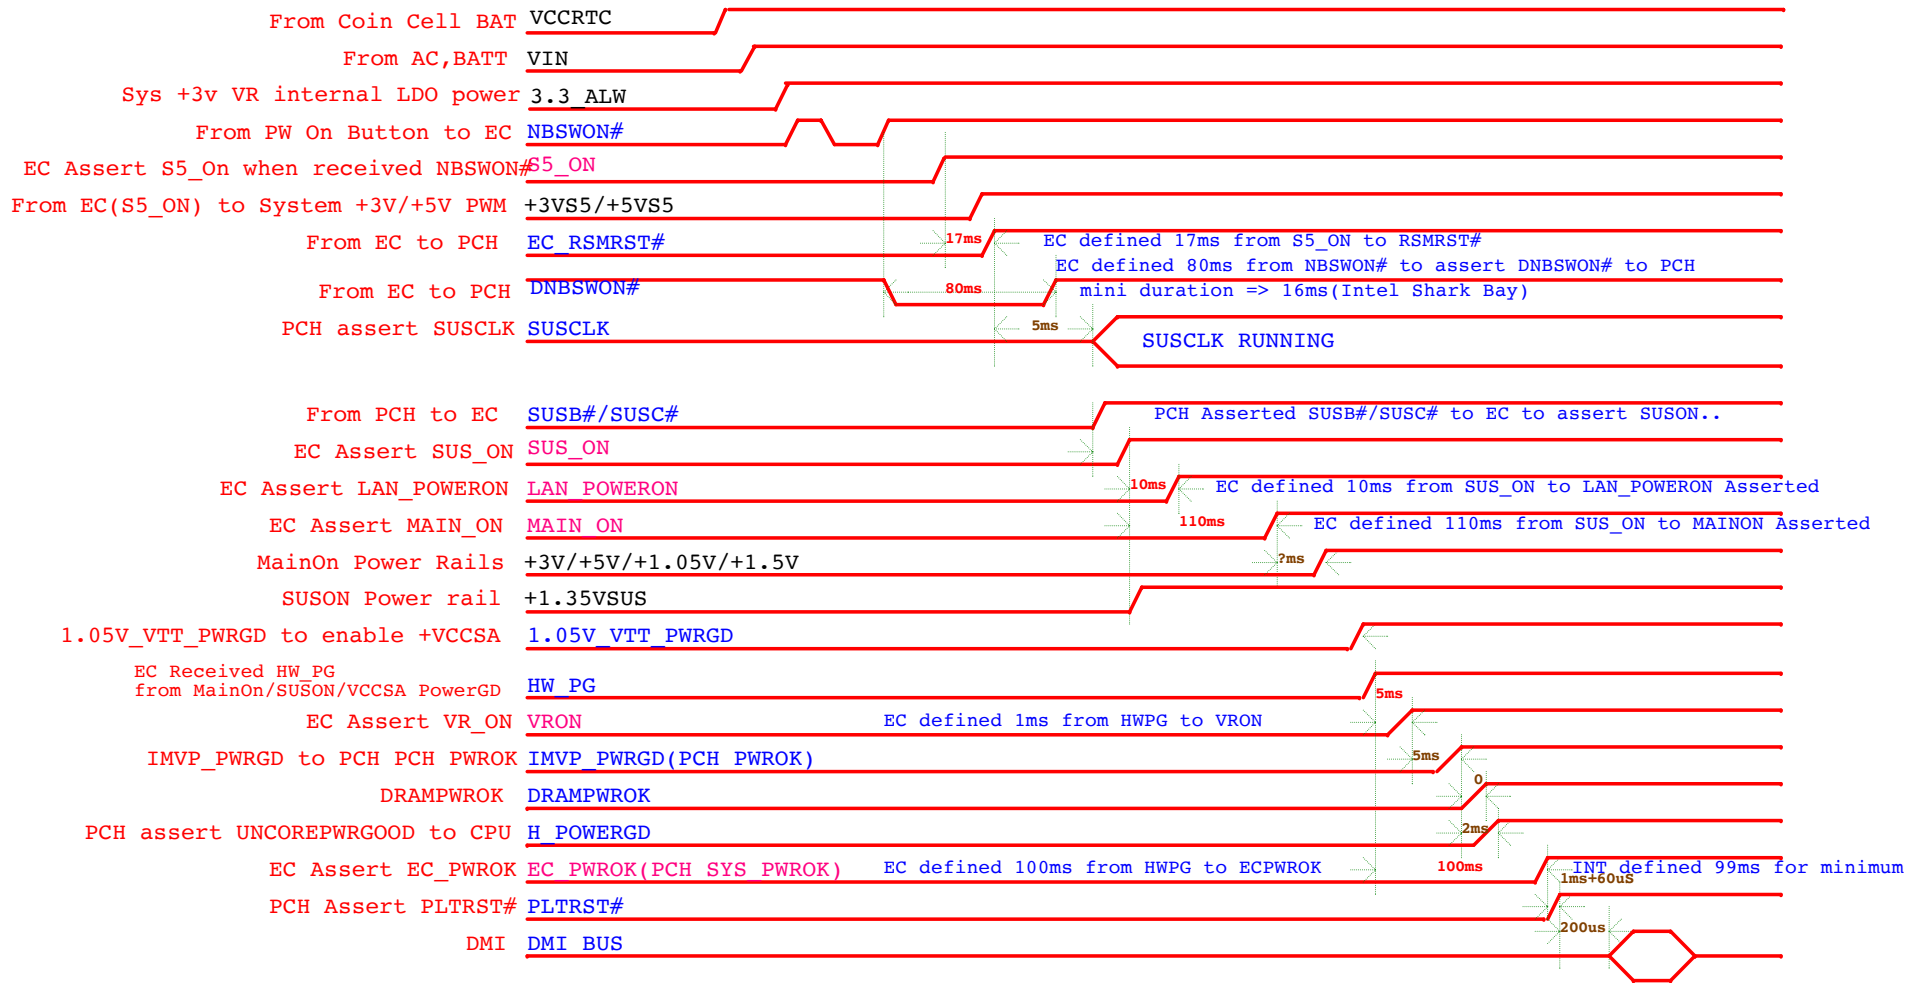 From Coin Cell BAT VCCRTC
From AC,BATT VIN
Sys +3v VR internal LDO power 3.3_ALW
From PW On Button to EC NBSWON#
EC Assert S5_On when received NBSWON# S5_ON
From EC(S5_ON) to System +3V/+5V PWM +3VS5/+5VS5
From EC to PCH EC_RSMRST# 17ms EC defined 17ms from S5_ON to RSMRST#
EC defined 80ms from NBSWON# to assert DNBSWON# to PCH
From EC to PCH DNBSWON# 80ms mini duration => 16ms(Intel Shark Bay)
PCH assert SUSCLK SUSCLK 5ms SUSCLK RUNNING
From PCH to EC SUSB#/SUSC# PCH Asserted SUSB#/SUSC# to EC to assert SUSON..
EC Assert SUS_ON SUS_ON
EC Assert LAN_POWERON LAN_POWERON 10ms EC defined 10ms from SUS_ON to LAN_POWERON Asserted
EC Assert MAIN_ON MAIN_ON 110ms EC defined 110ms from SUS_ON to MAINON Asserted
MainOn Power Rails +3V/+5V/+1.05V/+1.5V ?ms
SUSON Power rail +1.35VSUS
1.05V_VTT_PWRGD to enable +VCCSA 1.05V_VTT_PWRGD
EC Received HW_PG
from MainOn/SUSON/VCCSA PowerGD HW_PG 5ms
EC Assert VR_ON VRON EC defined 1ms from HWPG to VRON
IMVP_PWRGD to PCH PCH PWROK IMVP_PWRGD(PCH PWROK) 5ms
DRAMPWROK DRAMPWROK 0
PCH assert UNCOREPWRGOOD to CPU H_POWERGD 2ms
EC Assert EC_PWROK EC_PWROK(PCH SYS_PWROK) EC defined 100ms from HWPG to ECPWROK 100ms INT defined 99ms for minimum
1ms+60uS
PCH Assert PLTRST# PLTRST#
200us
DMI DMI BUS